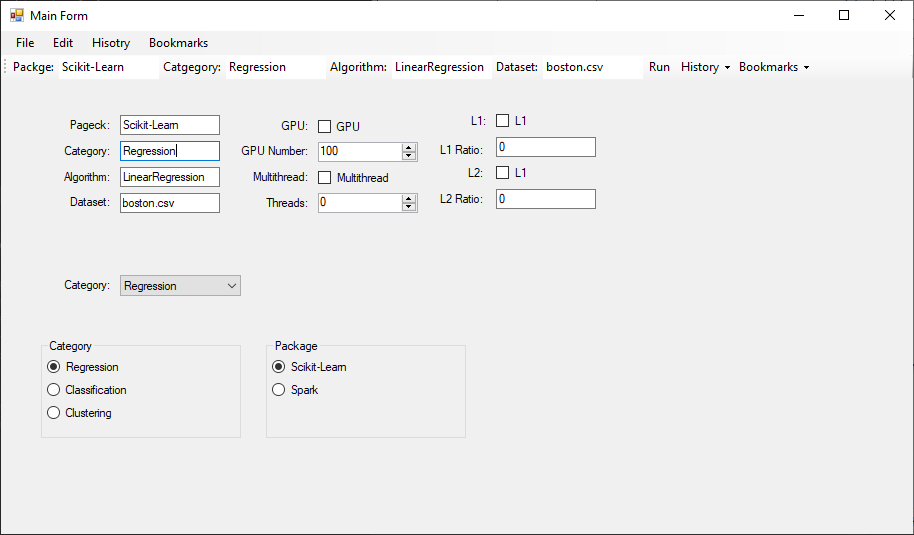 Main Form
File Edit Hisotry Bookmarks
Packge: Scikit-Learn Catgegory: Regression Algorithm: LinearRegression Dataset: boston.csv Run History Bookmarks
Pageck: Scikit-Learn GPU: GPU L1: L1
Category: Regression GPU Number: 100 L1 Ratio: 0
Algorithm: LinearRegression Multithread: Multithread L2: L1
Dataset: boston.csv Threads: 0 L2 Ratio: 0
Category: Regression
Category Package
Regression Scikit-Learn
Classification Spark
Clustering